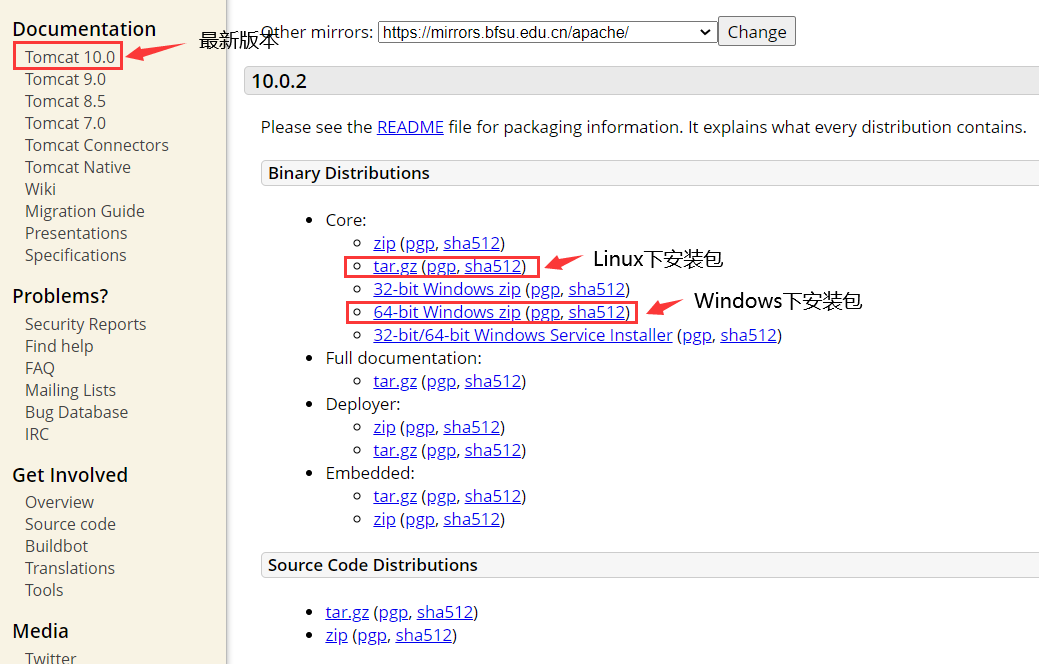 Documentation
Tomcat 10.0
Tomcat 9.0
Tomcat 8.5
Tomcat 7.0
Tomcat Connectors
Tomcat Native
Wiki
Migration Guide
Presentations
Specifications
Problems?
Security Reports
Find help
FAQ
Mailing Lists
Bug Database
IRC
Get Involved
Overview
Source code
Buildbot
Translations
Tools
Media
Twitter
最新版本
Other mirrors: https://mirrors.bfsu.edu.cn/apache/ Change
10.0.2
Please see the README file for packaging information. It explains what every distribution contains.
Binary Distributions
Core:
zip (pgp, sha512)
tar.gz (pgp, sha512)
Linux下安装包
32-bit Windows zip (pgp, sha512)
64-bit Windows zip (pgp, sha512)
Windows下安装包
32-bit/64-bit Windows Service Installer (pgp, sha512)
Full documentation:
tar.gz (pgp, sha512)
Deployer:
zip (pgp, sha512)
tar.gz (pgp, sha512)
Embedded:
tar.gz (pgp, sha512)
zip (pgp, sha512)
Source Code Distributions
tar.gz (pgp, sha512)
zip (pgp, sha512)